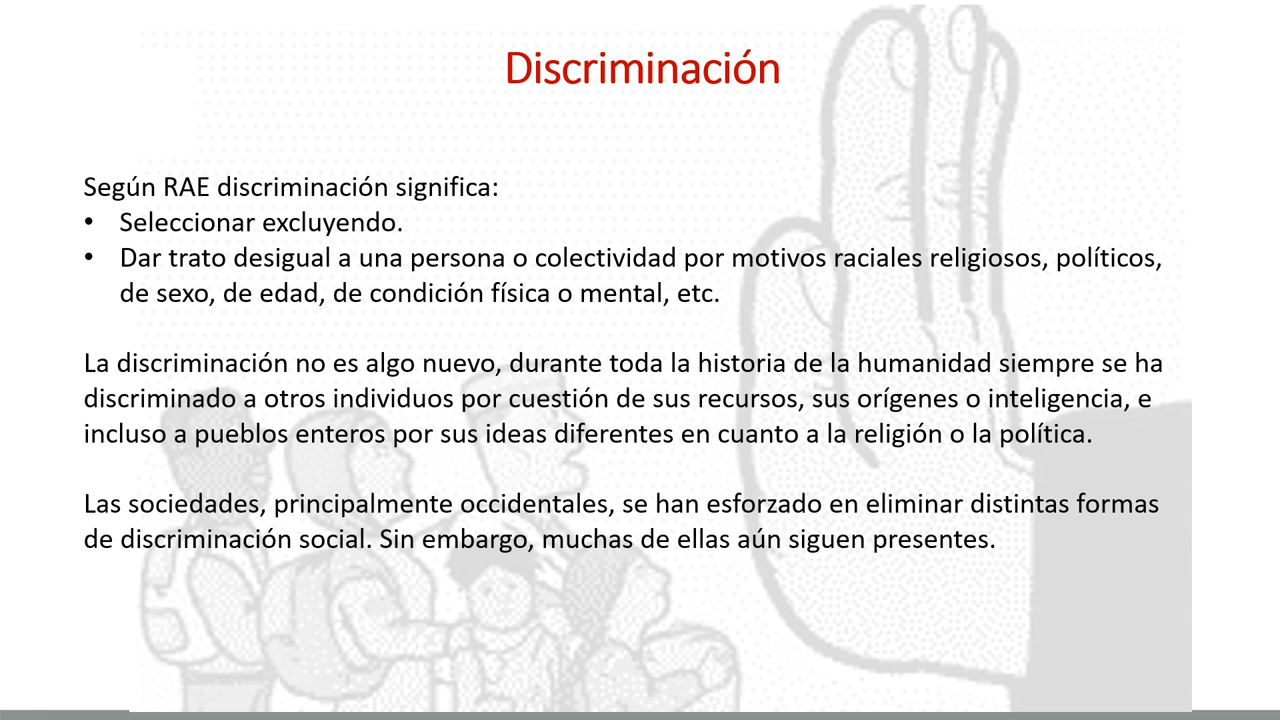 Discriminación
Según RAE discriminación significa:
• Seleccionar excluyendo.
• Dar trato desigual a una persona o colectividad por motivos raciales religiosos, políticos,
de sexo, de edad, de condición física o mental, etc.
La discriminación no es algo nuevo, durante toda la historia de la humanidad siempre se ha
discriminado a otros individuos por cuestión de sus recursos, sus orígenes o inteligencia, e
incluso a pueblos enteros por sus ideas diferentes en cuanto a la religión o la política.
Las sociedades, principalmente occidentales, se han esforzado en eliminar distintas formas
de discriminación social. Sin embargo, muchas de ellas aún siguen presentes.